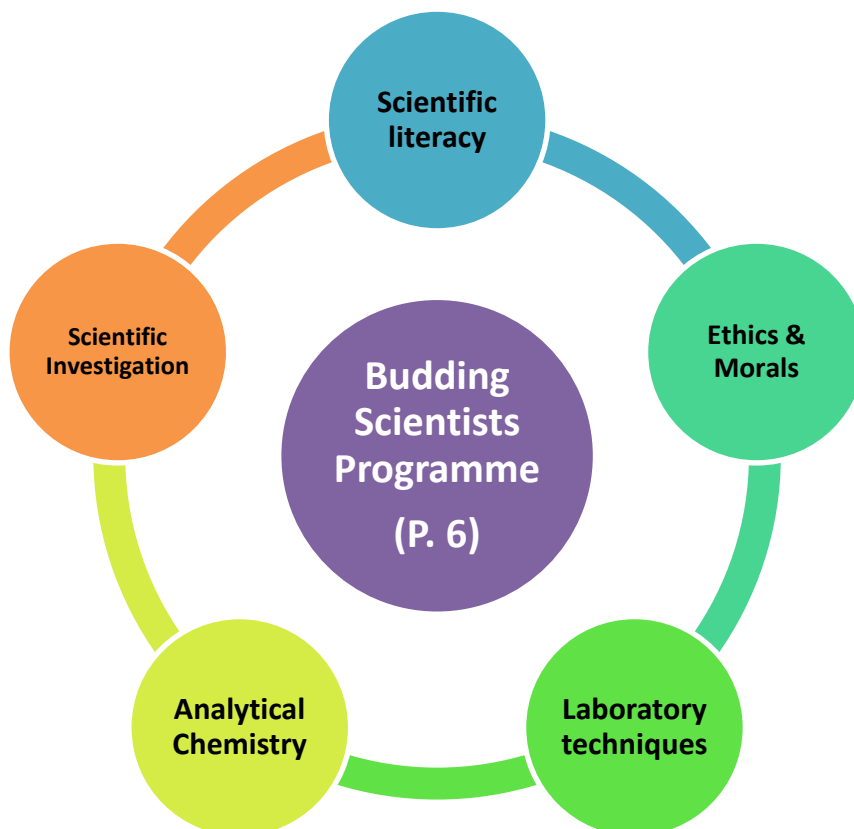 Scientific
literacy
Ethics &
Morals
Laboratory
techniques
Analytical
Chemistry
Scientific
Investigation
Budding
Scientists
Programme
(P. 6)